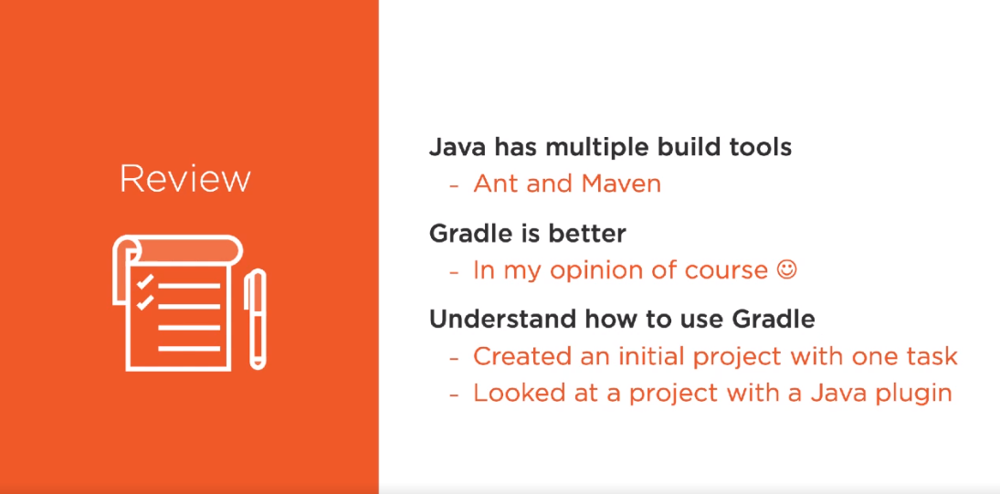 Review
Java has multiple build tools
- Ant and Maven
Gradle is better
- In my opinion of course ☺
Understand how to use Gradle
- Created an initial project with one task
- Looked at a project with a Java plugin